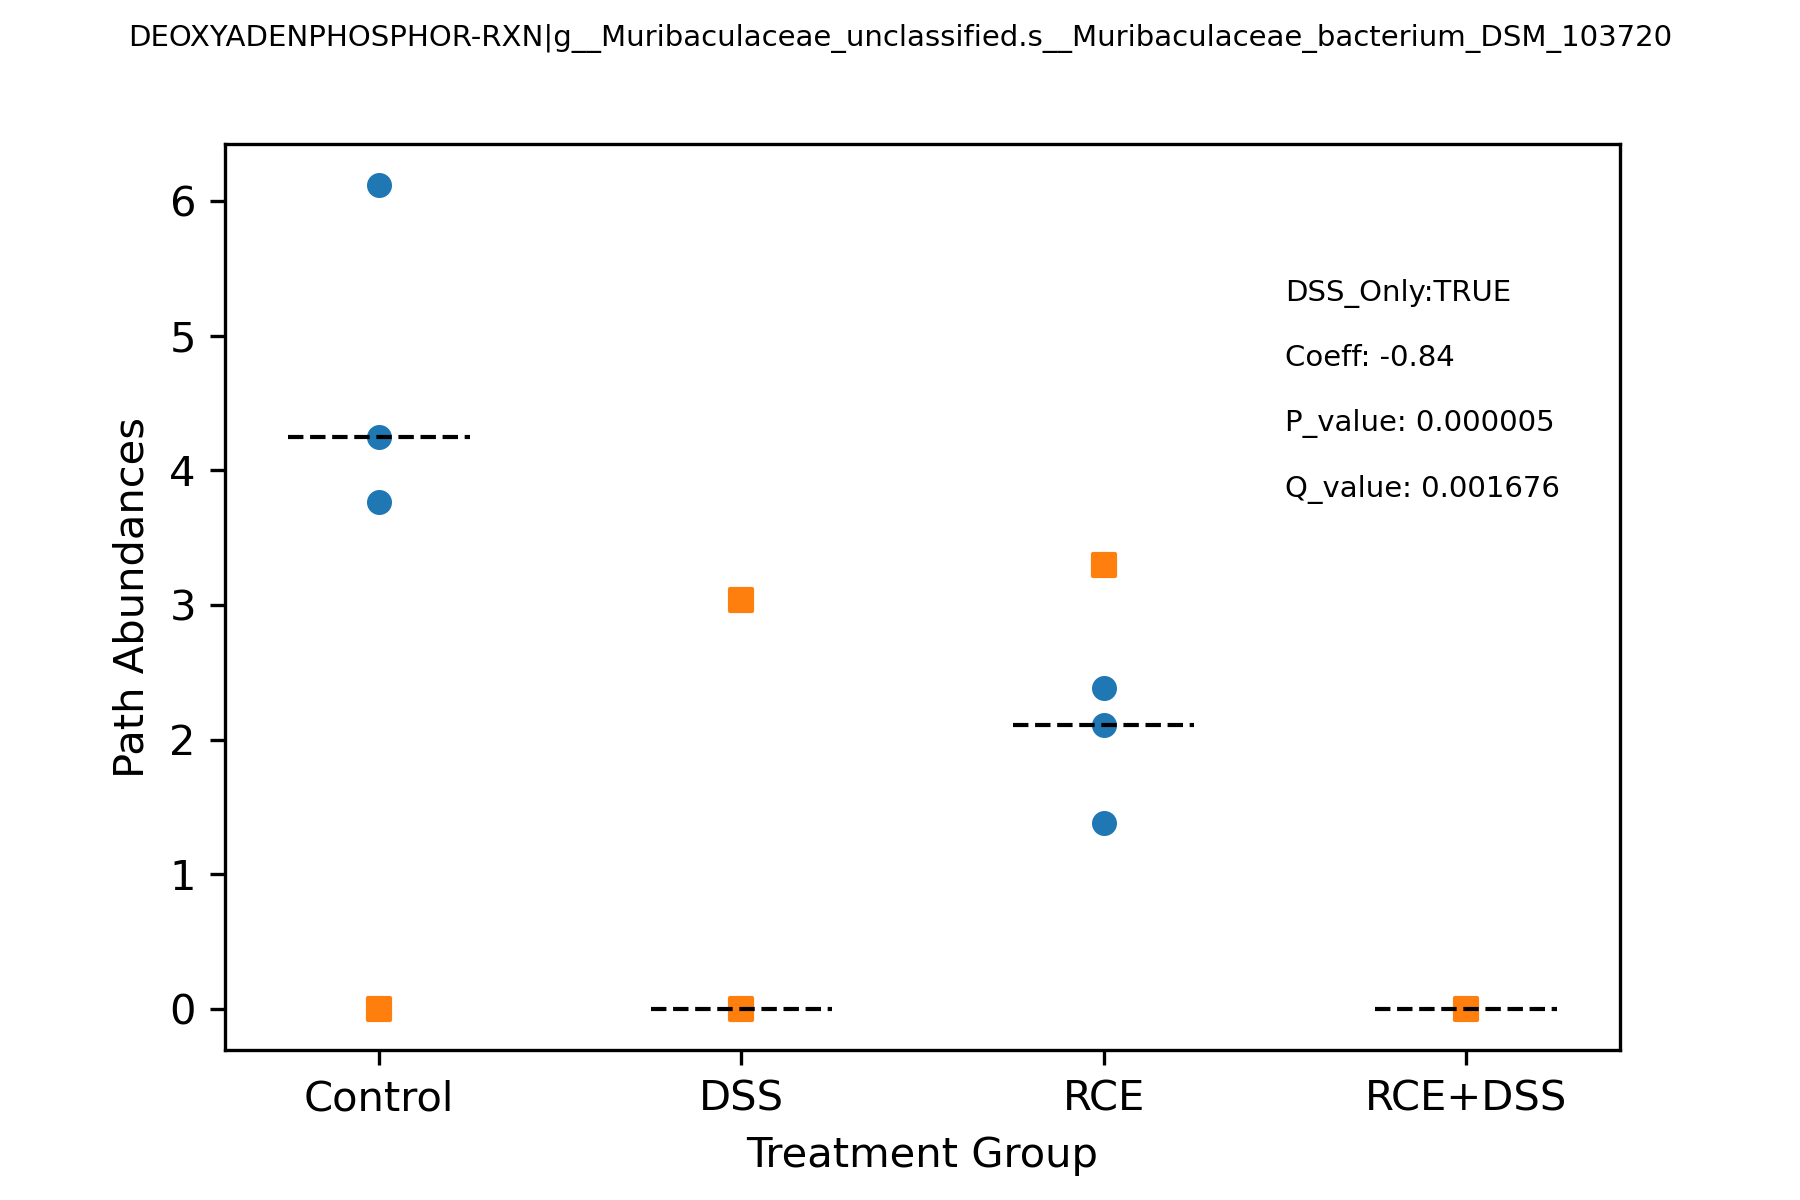 DEOXYADENPHOSPHOR-RXN|g__Muribaculaceae_unclassified.s__Muribaculaceae_bacterium_DSM_103720
6
5
4
3
2
1
0
Path Abundances
DSS_Only:TRUE
Coeff: -0.84
P_value: 0.000005
Q_value: 0.001676
Control DSS RCE RCE+DSS
Treatment Group